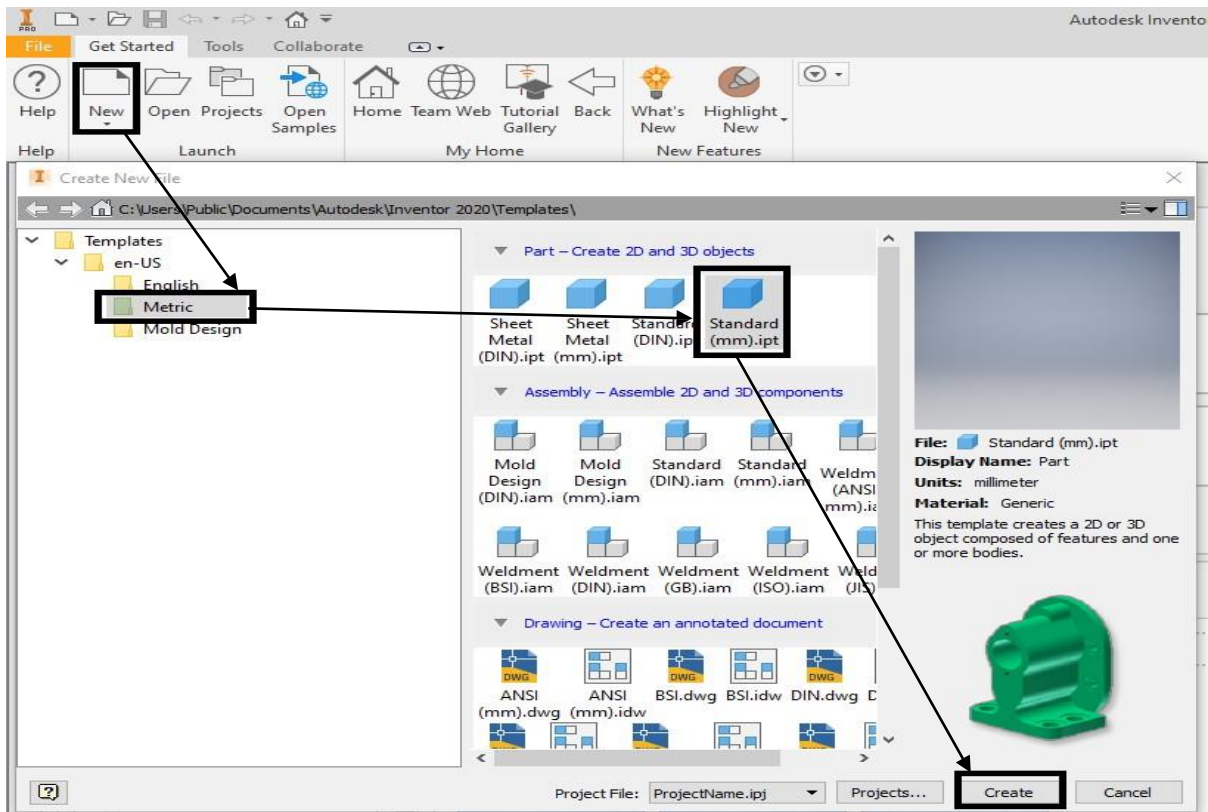 PRO
Autodesk Invento
File Get Started Tools Collaborate
Help New Open Projects Open Samples Home Team Web Tutorial Gallery Back What's New Highlight New
Help Launch My Home New Features
Create New File
C:\Users\Public\Documents\Autodesk\Inventor 2020\Templates\
Templates
en-US
English
Metric
Mold Design
Part – Create 2D and 3D objects
Sheet Metal (DIN).ipt Sheet Metal (mm).ipt Standard (DIN).ip Standard (mm).ipt
Assembly – Assemble 2D and 3D components
Mold Design (DIN).iam Mold Design (mm).iam Standard (DIN).iam Standard (mm).iam Weldm (ANSI mm).ia
Weldment (BSI).iam Weldment (DIN).iam Weldment (GB).iam Weldment (ISO).iam Weld (JIS)
Drawing – Create an annotated document
DWG DWG DWG
ANSI (mm).dwg ANSI (mm).idw BSI.dwg BSI.idw DIN.dwg D
File: Standard (mm).ipt
Display Name: Part
Units: millimeter
Material: Generic
This template creates a 2D or 3D
object composed of features and one
or more bodies.
Project File: ProjectName.ipj Projects... Create Cancel